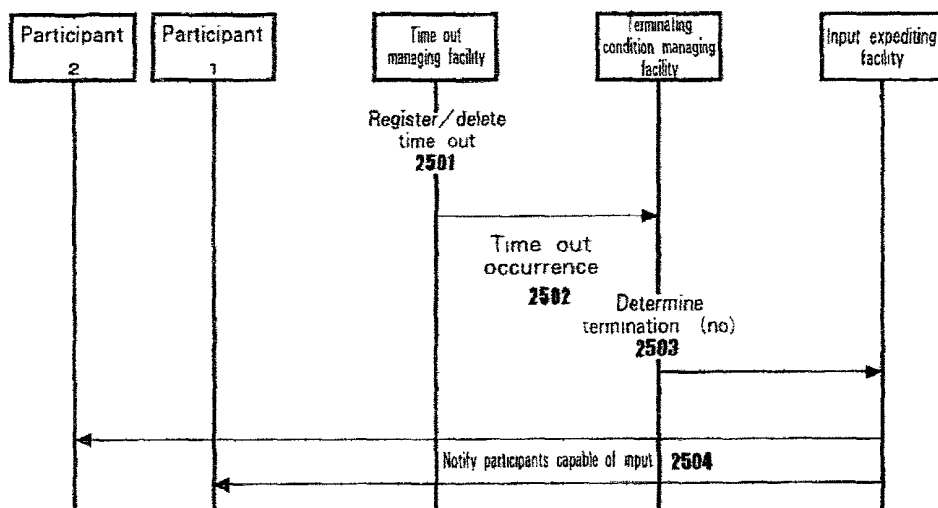 Participant
2
Participant
1
Time out
managing facility
Terminating
condition managing
facility
Input expediting
facility
Register/delete
time out
2501
Time out
occurrence
2502
Determine
termination (no)
2503
Notify participants capable of input 2504